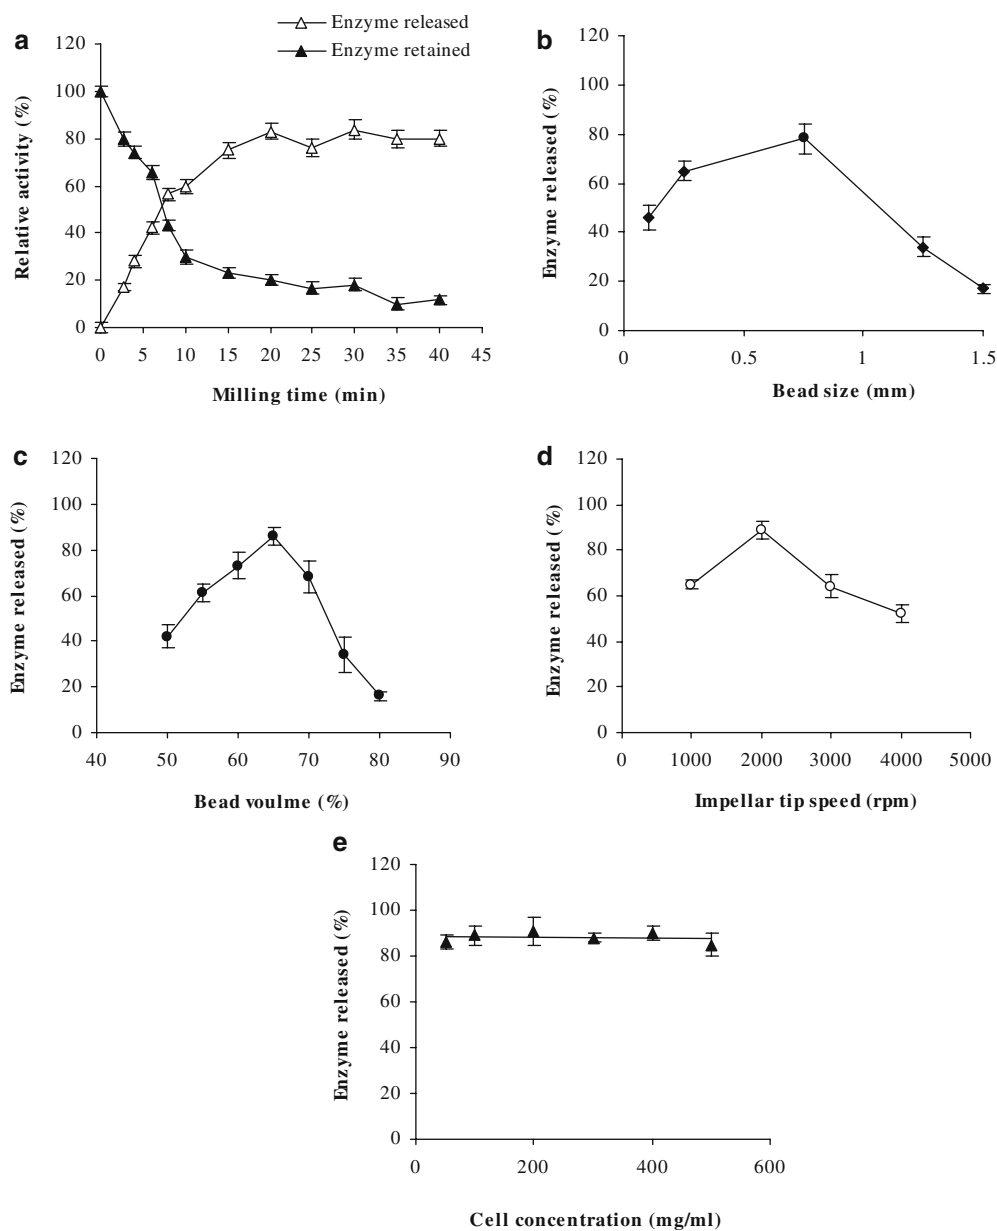 a
Enzyme released
Enzyme retained
120
100
80
60
40
20
0
Relative activity (%)
0 5 10 15 20 25 30 35 40 45
Milling time (min)
b
120
100
80
60
40
20
0
Enzyme released (%)
0 0.5 1 1.5
Bead size (mm)
c
120
100
80
60
40
20
0
Enzyme released (%)
40 50 60 70 80 90
Bead voulme (%)
d
120
100
80
60
40
20
0
Enzyme released (%)
0 1000 2000 3000 4000 5000
Impellar tip speed (rpm)
e
120
100
80
60
40
20
0
Enzyme released (%)
0 200 400 600
Cell concentration (mg/ml)